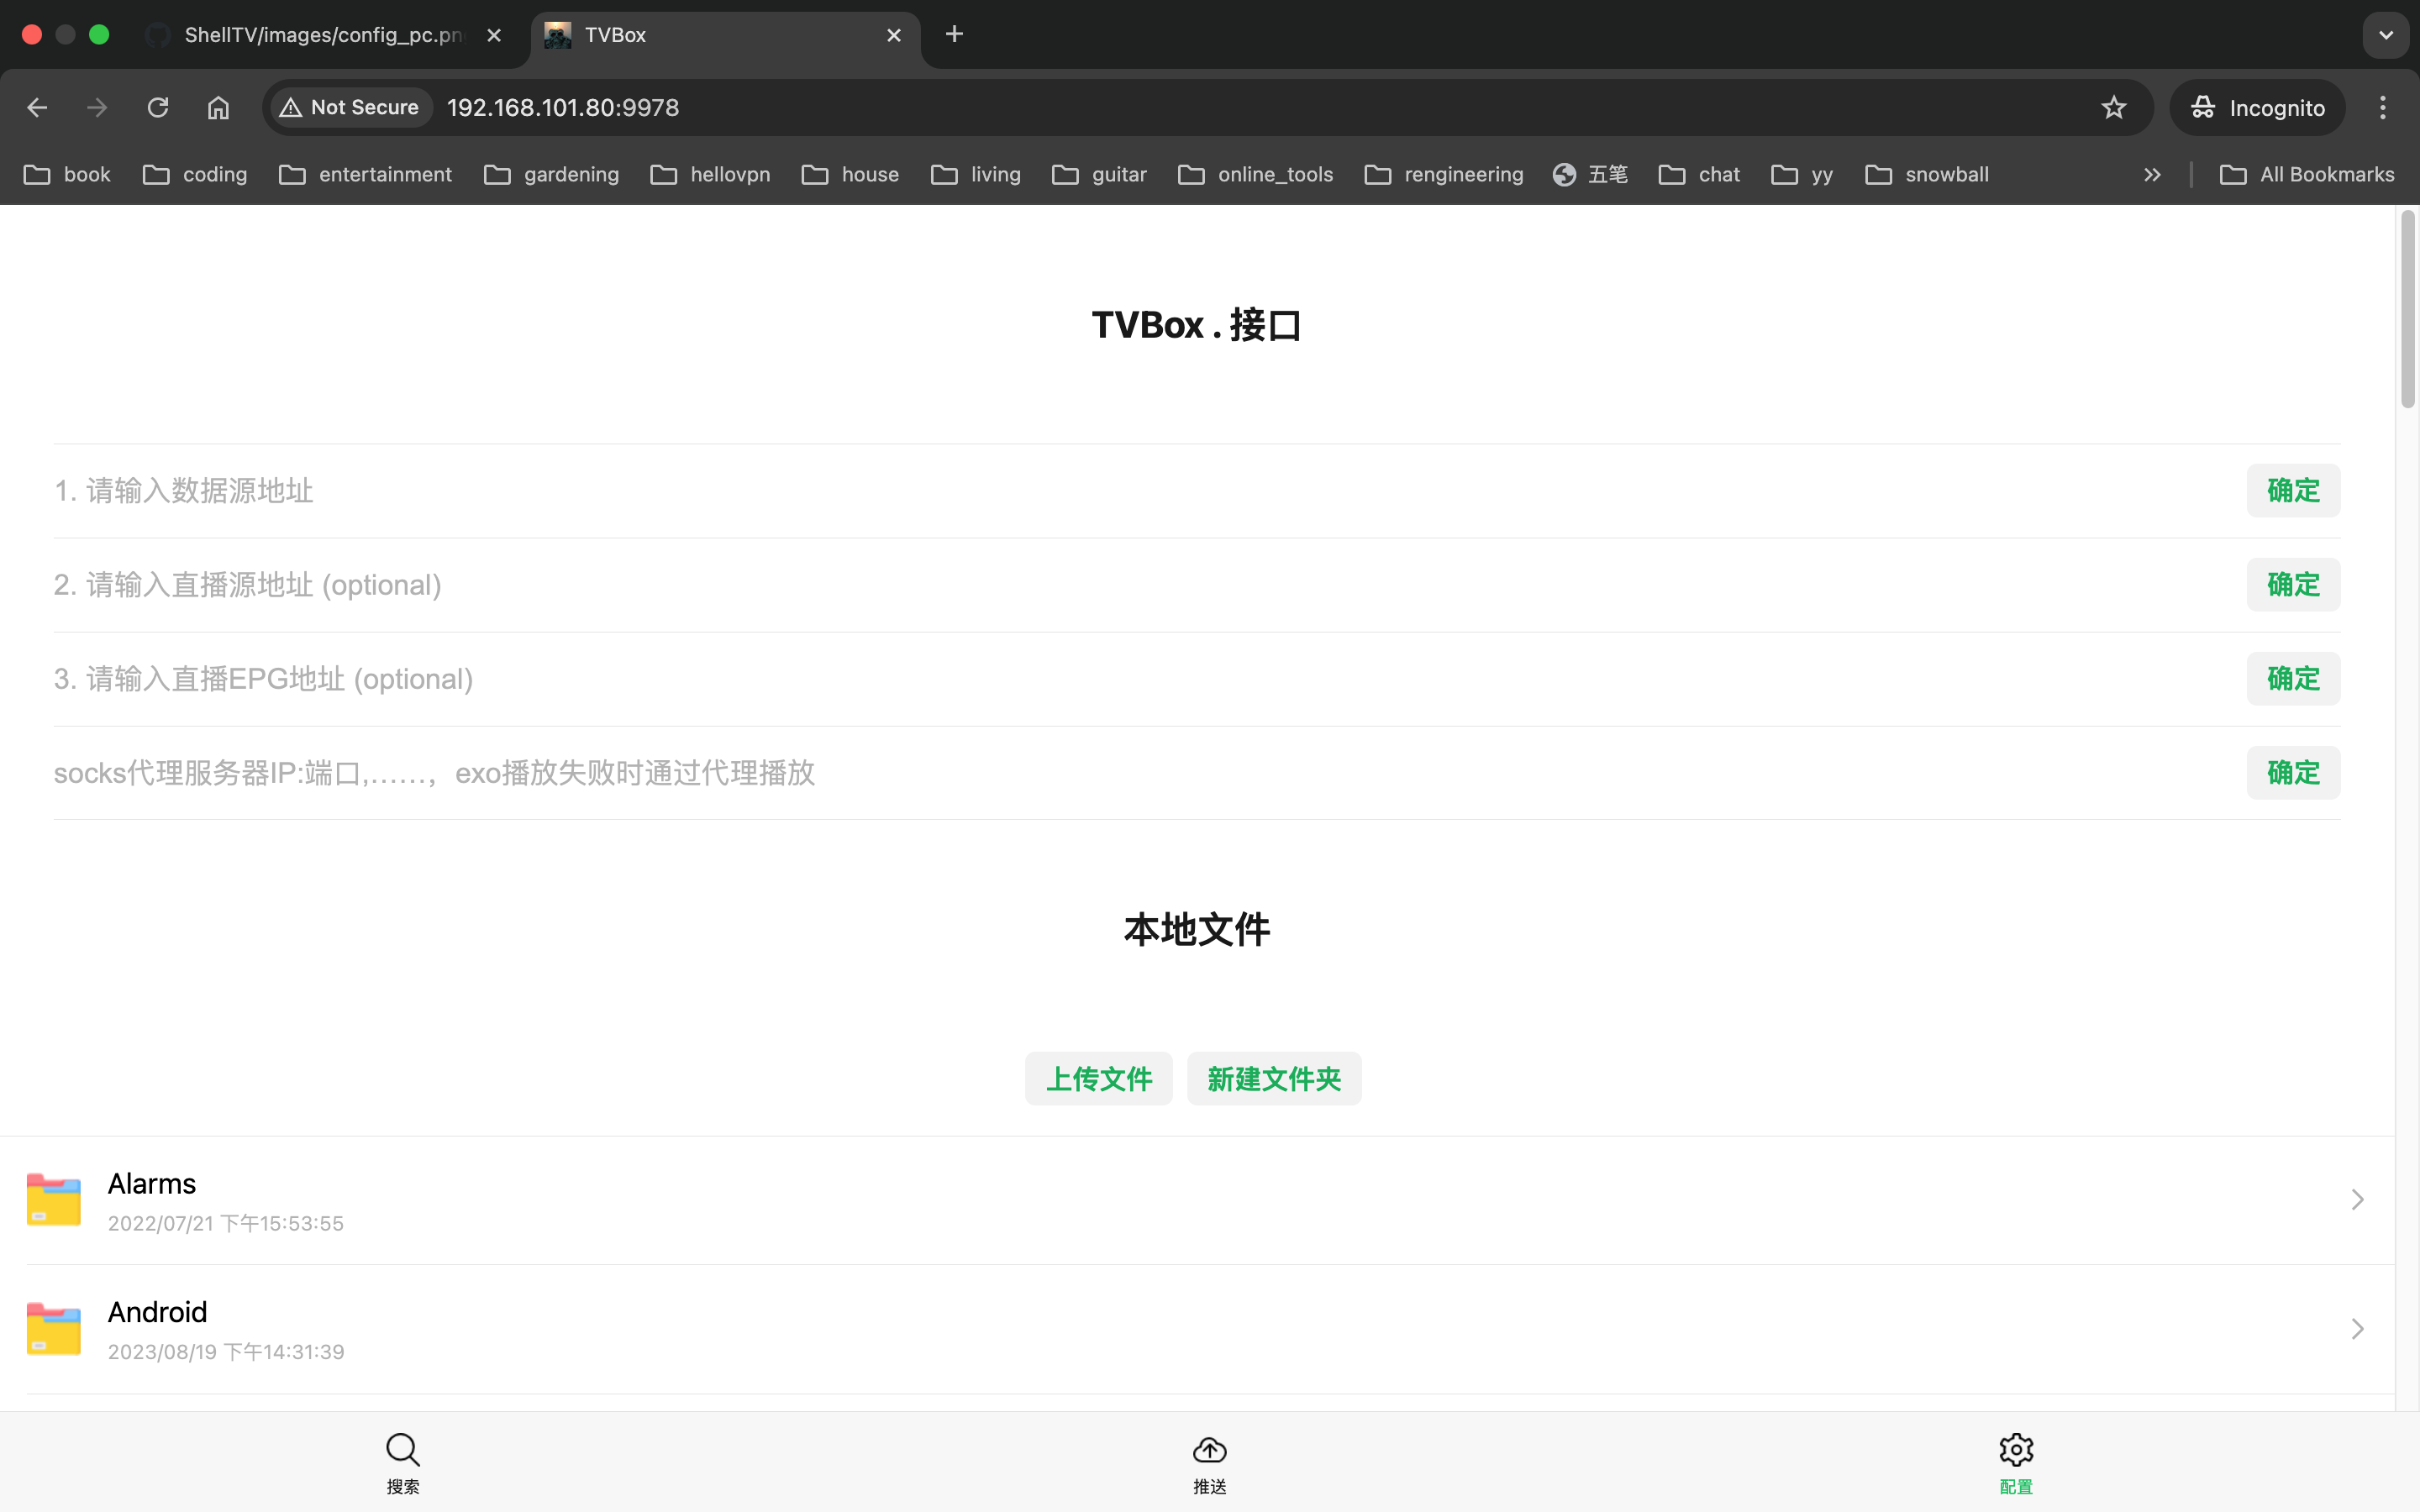 ShellTV/images/config_pc.pn
TVBox
Not Secure
192.168.101.80:9978
Incognito
book
coding
entertainment
gardening
hellovpn
house
living
guitar
online_tools
rengineering
五笔
chat
yy
snowball
All Bookmarks
TVBox . 接口
1. 请输入数据源地址
确定
2. 请输入直播源地址 (optional)
确定
3. 请输入直播EPG地址 (optional)
确定
socks代理服务器IP:端口,……，exo播放失败时通过代理播放
确定
本地文件
上传文件
新建文件夹
Alarms
2022/07/21 下午15:53:55
Android
2023/08/19 下午14:31:39
搜索
推送
配置